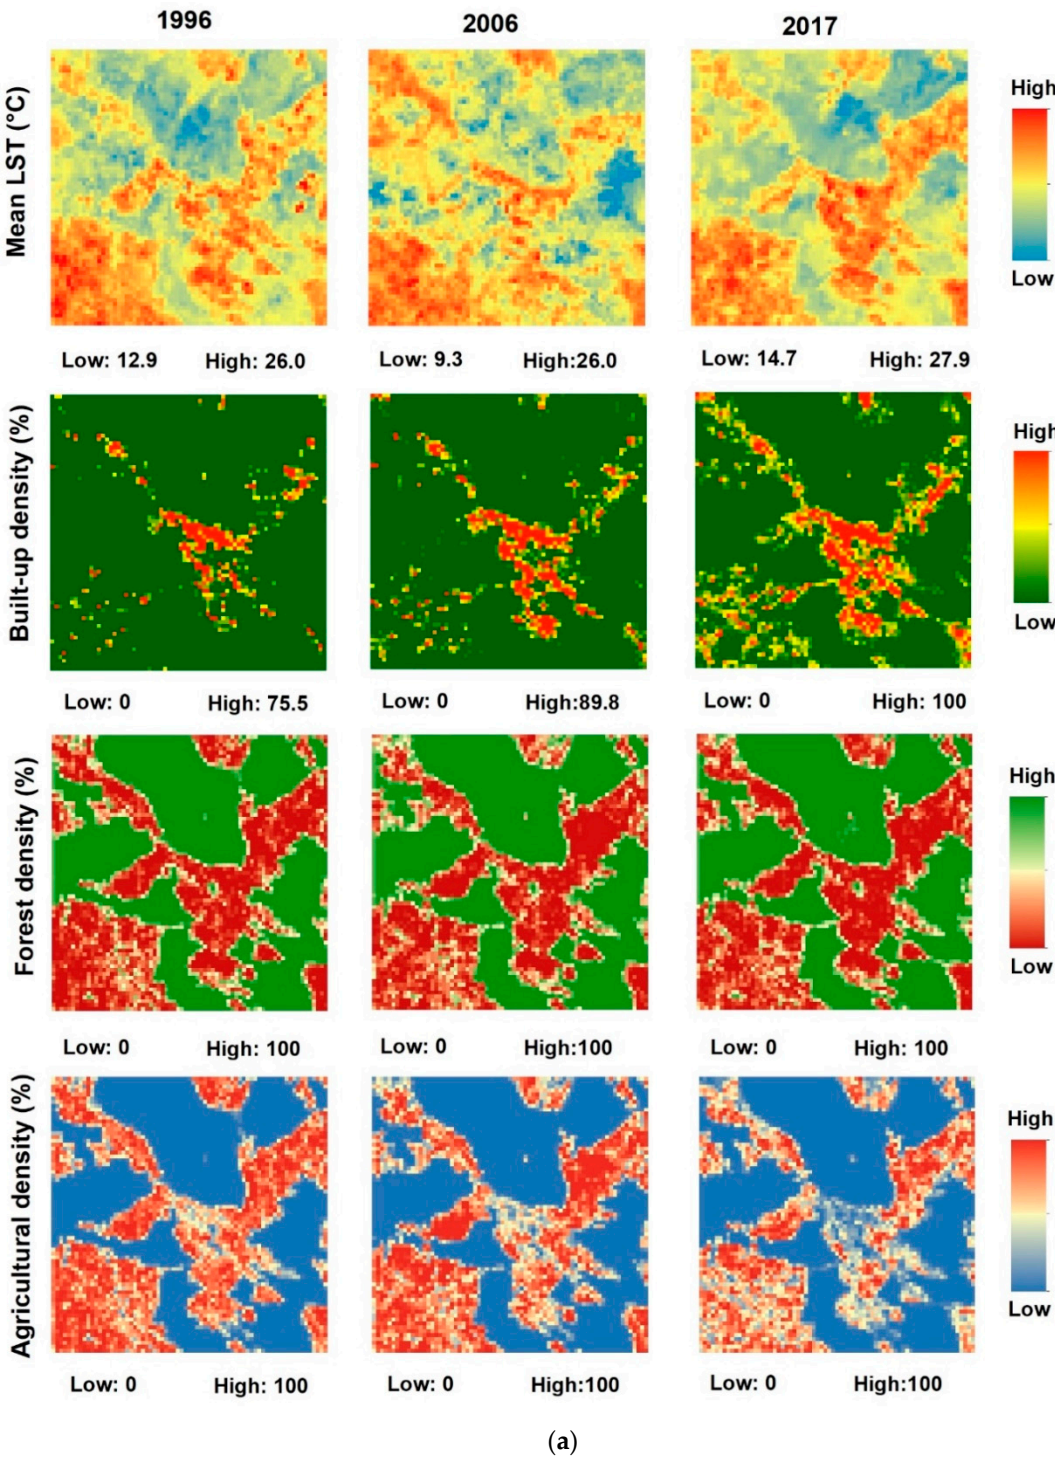 1996
2006
2017
Mean LST (°C)
High
Low
Low: 12.9
High: 26.0
Low: 9.3
High:26.0
Low: 14.7
High: 27.9
Built-up density (%)
High
Low
Low: 0
High: 75.5
Low: 0
High:89.8
Low: 0
High: 100
Forest density (%)
High
Low
Low: 0
High: 100
Low: 0
High:100
Low: 0
High: 100
Agricultural density (%)
High
Low
Low: 0
High: 100
Low: 0
High:100
Low: 0
High:100
(a)